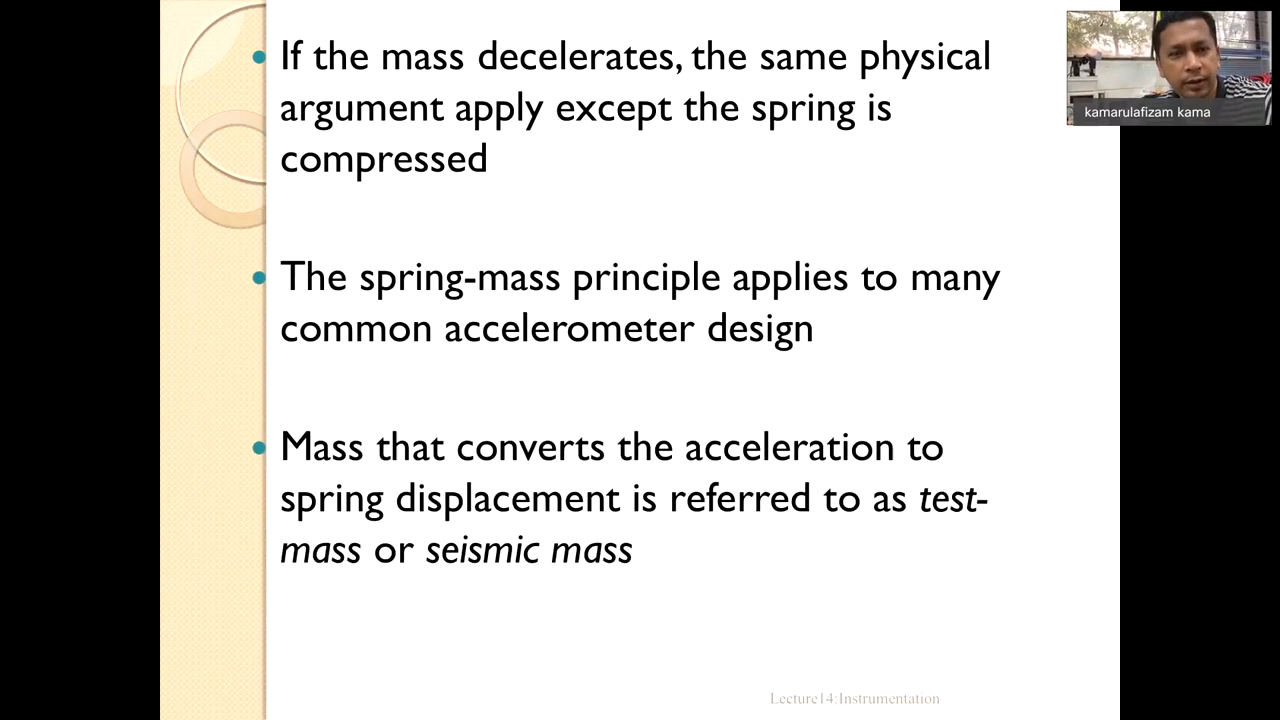 If the mass decelerates, the same physical
argument apply except the spring is
compressed
The spring-mass principle applies to many
common accelerometer design
Mass that converts the acceleration to
spring displacement is referred to as test-
mass or seismic mass
Lecture14:Instrumentation
kamarulafizam kama